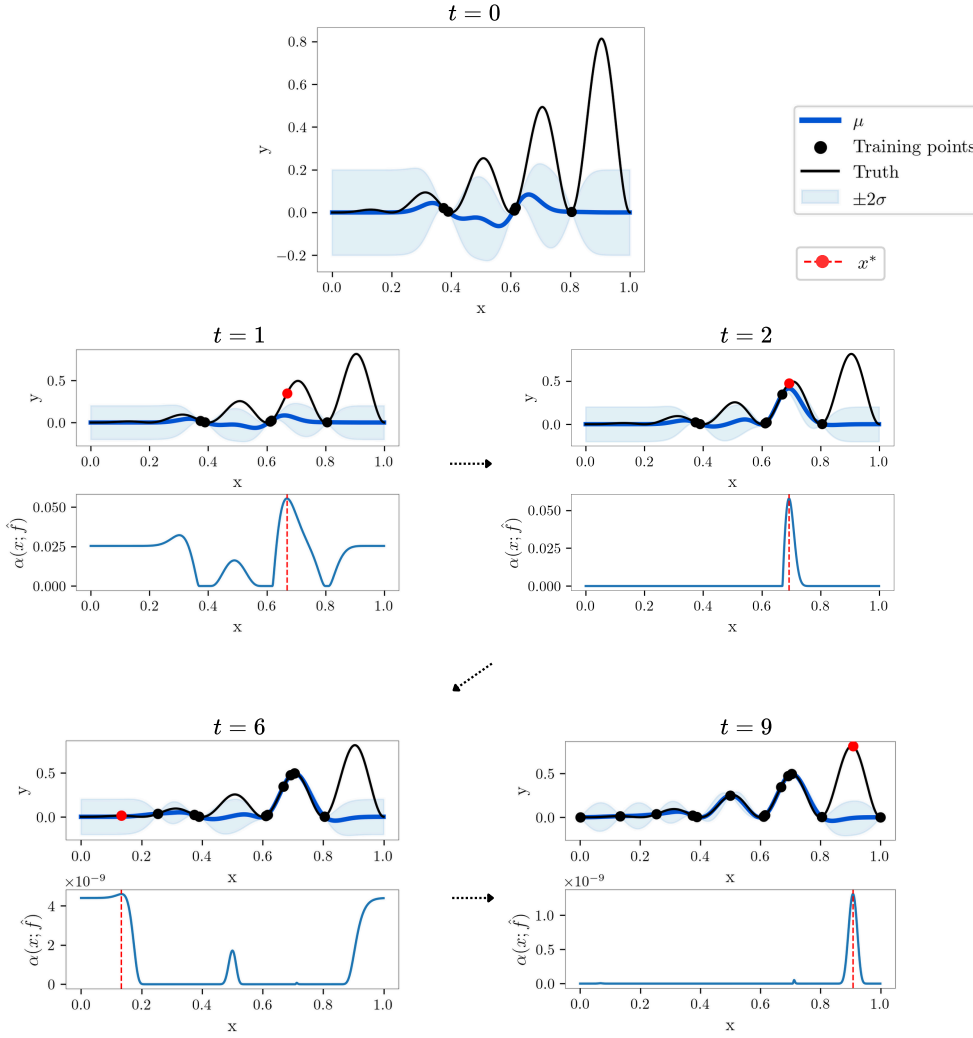 t = 0
0.8
0.6
0.4
0.2
0.0
−0.2
y
0.0 0.2 0.4 0.6 0.8 1.0
x
μ
Training points
Truth
±2σ
x*
t = 1
0.5
0.0
y
0.0 0.2 0.4 0.6 0.8 1.0
x
0.050
0.025
0.000
α(x; f̂)
0.0 0.2 0.4 0.6 0.8 1.0
x
t = 2
0.5
0.0
y
0.0 0.2 0.4 0.6 0.8 1.0
x
0.050
0.025
0.000
α(x; f̂)
0.0 0.2 0.4 0.6 0.8 1.0
x
t = 6
0.5
0.0
y
0.0 0.2 0.4 0.6 0.8 1.0
x
×10⁻⁹
4
2
0
α(x; f̂)
0.0 0.2 0.4 0.6 0.8 1.0
x
t = 9
0.5
0.0
y
0.0 0.2 0.4 0.6 0.8 1.0
x
×10⁻⁹
1.0
0.5
0.0
α(x; f̂)
0.0 0.2 0.4 0.6 0.8 1.0
x